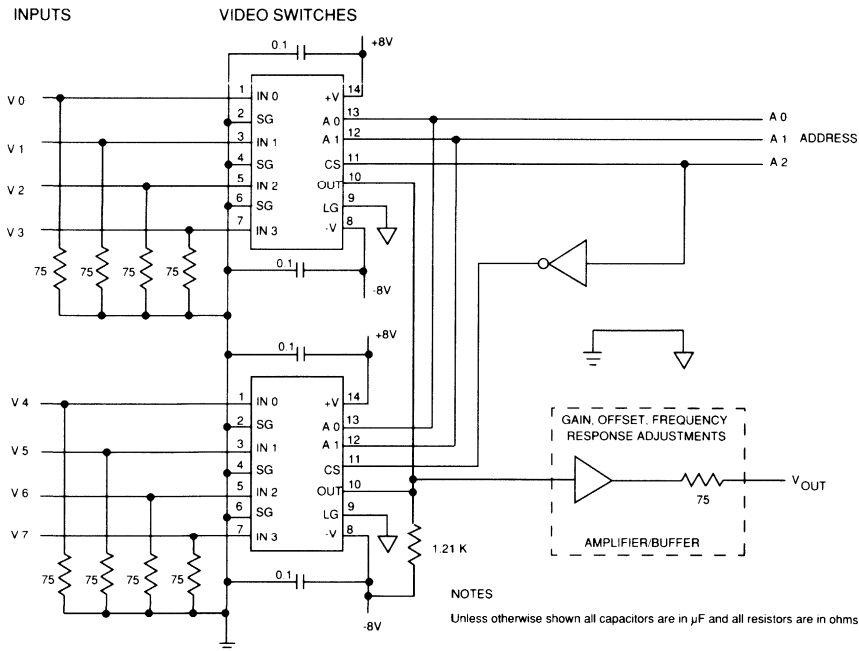 INPUTS
VIDEO SWITCHES
0.1
+8V
V 0
1 IN 0 +V 14
2 SG A 0 13
A 0
V 1
3 IN 1 A 1 12
A 1 ADDRESS
4 SG CS 11
A 2
V 2
5 IN 2 OUT 10
6 SG LG 9
V 3
7 IN 3 -V 8
75 75 75 75
0.1
-8V
+8V
0.1
V 4
1 IN 0 +V 14
2 SG A 0 13
V 5
3 IN 1 A 1 12
4 SG CS 11
V 6
5 IN 2 OUT 10
6 SG LG 9
V 7
7 IN 3 -V 8
75 75 75 75
0.1
-8V
1.21 K
GAIN, OFFSET, FREQUENCY
RESPONSE ADJUSTMENTS
75
VOUT
AMPLIFIER/BUFFER
NOTES
Unless otherwise shown all capacitors are in µF and all resistors are in ohms